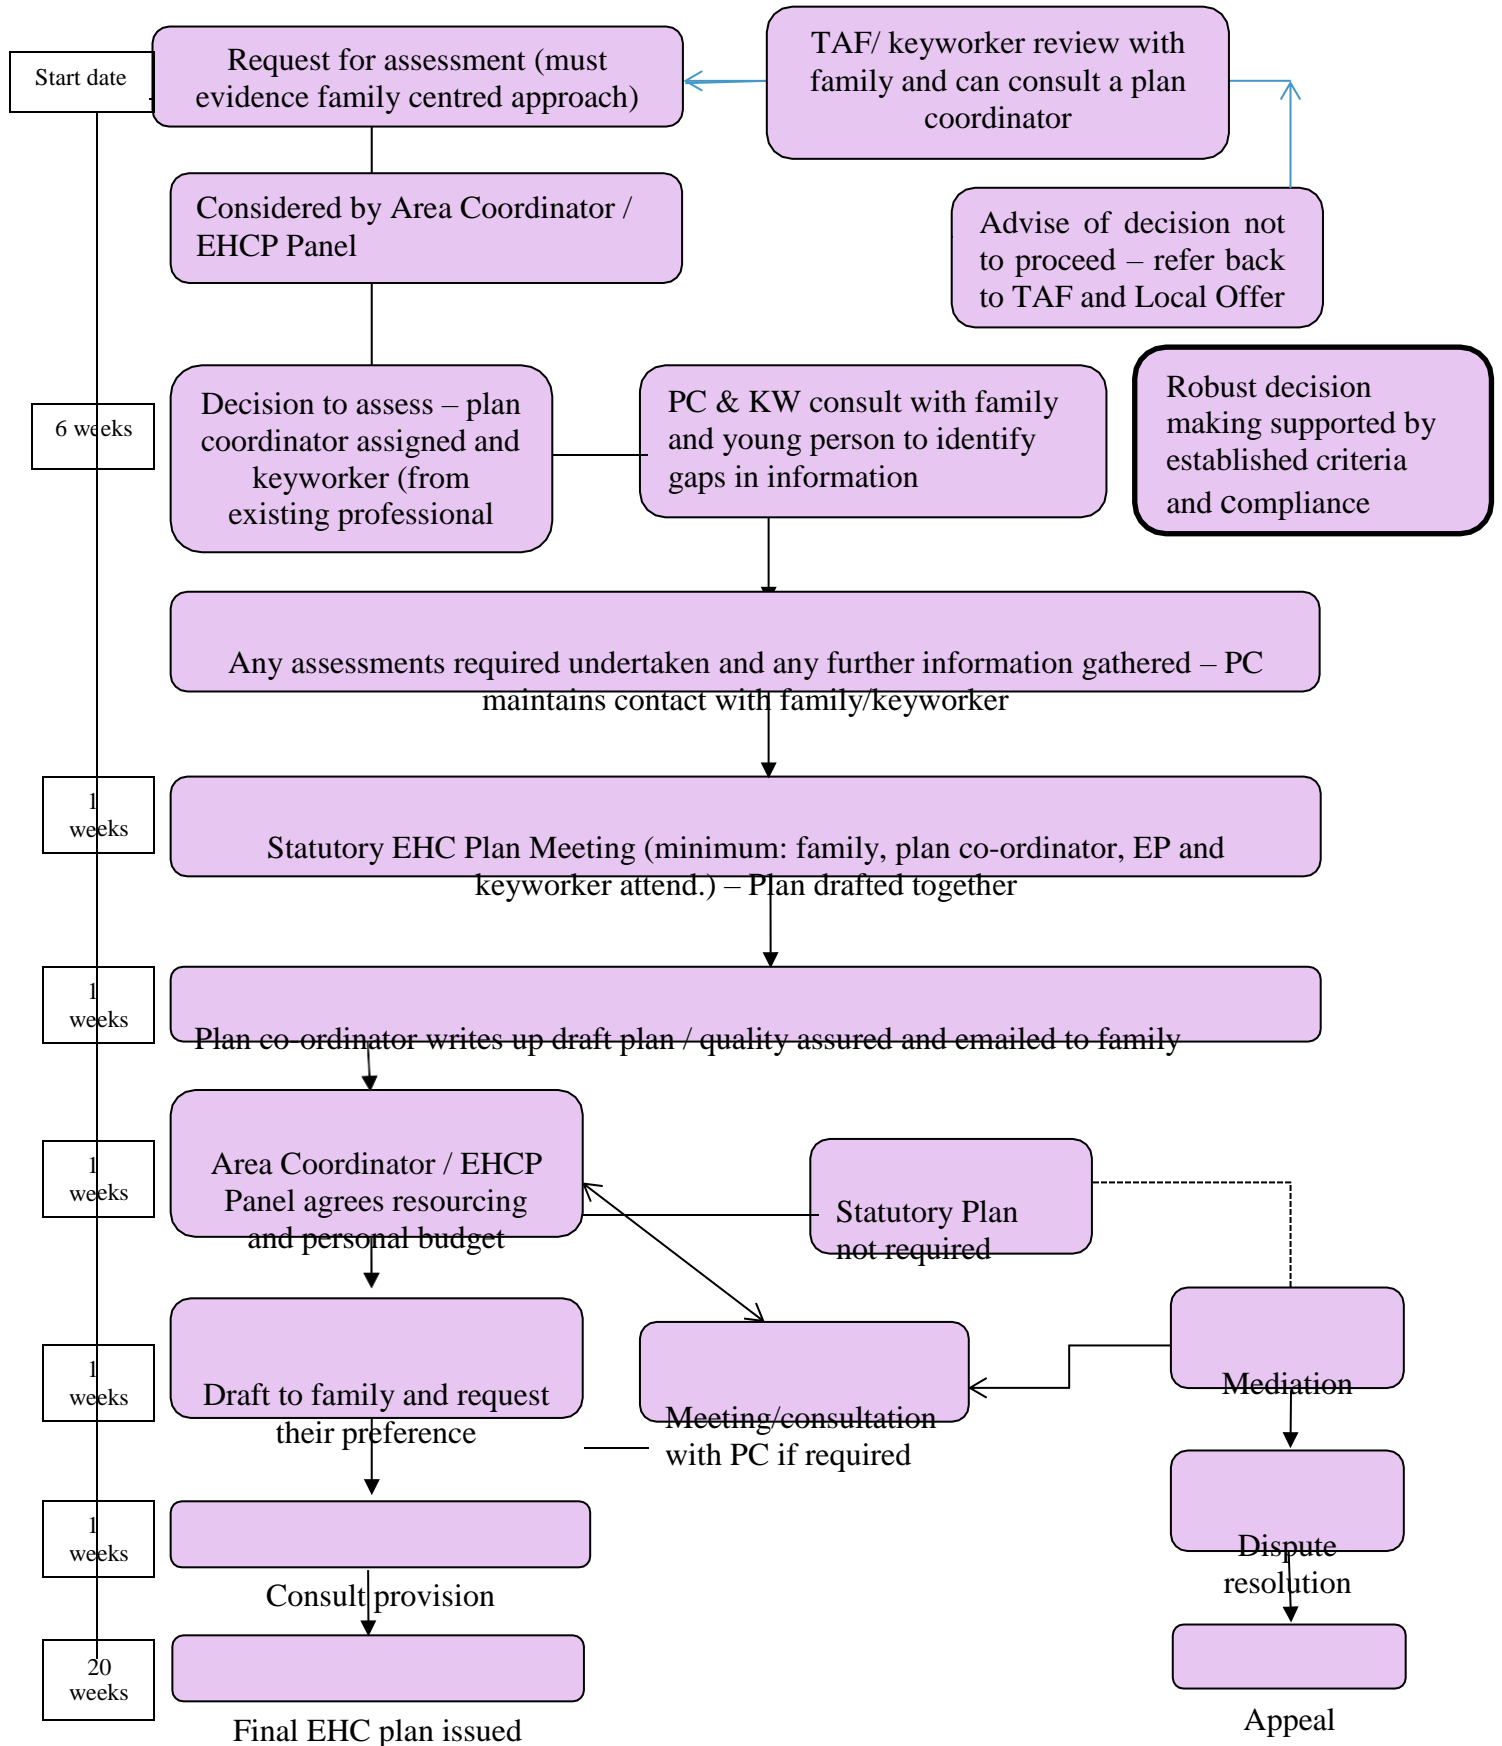 Start date
Request for assessment (must
evidence family centred approach)
TAF/ keyworker review with
family and can consult a plan
coordinator
Considered by Area Coordinator /
EHCP Panel
Advise of decision not
to proceed – refer back
to TAF and Local Offer
6 weeks
Decision to assess – plan
coordinator assigned and
keyworker (from
existing professional
PC & KW consult with family
and young person to identify
gaps in information
Robust decision
making supported by
established criteria
and compliance
Any assessments required undertaken and any further information gathered – PC
maintains contact with family/keyworker
1
weeks
Statutory EHC Plan Meeting (minimum: family, plan co-ordinator, EP and
keyworker attend.) – Plan drafted together
1
weeks
Plan co-ordinator writes up draft plan / quality assured and emailed to family
1
weeks
Area Coordinator / EHCP
Panel agrees resourcing
and personal budget
Statutory Plan
not required
1
weeks
Draft to family and request
their preference
Meeting/consultation
with PC if required
Mediation
1
weeks
Consult provision
Dispute
resolution
20
weeks
Final EHC plan issued
Appeal